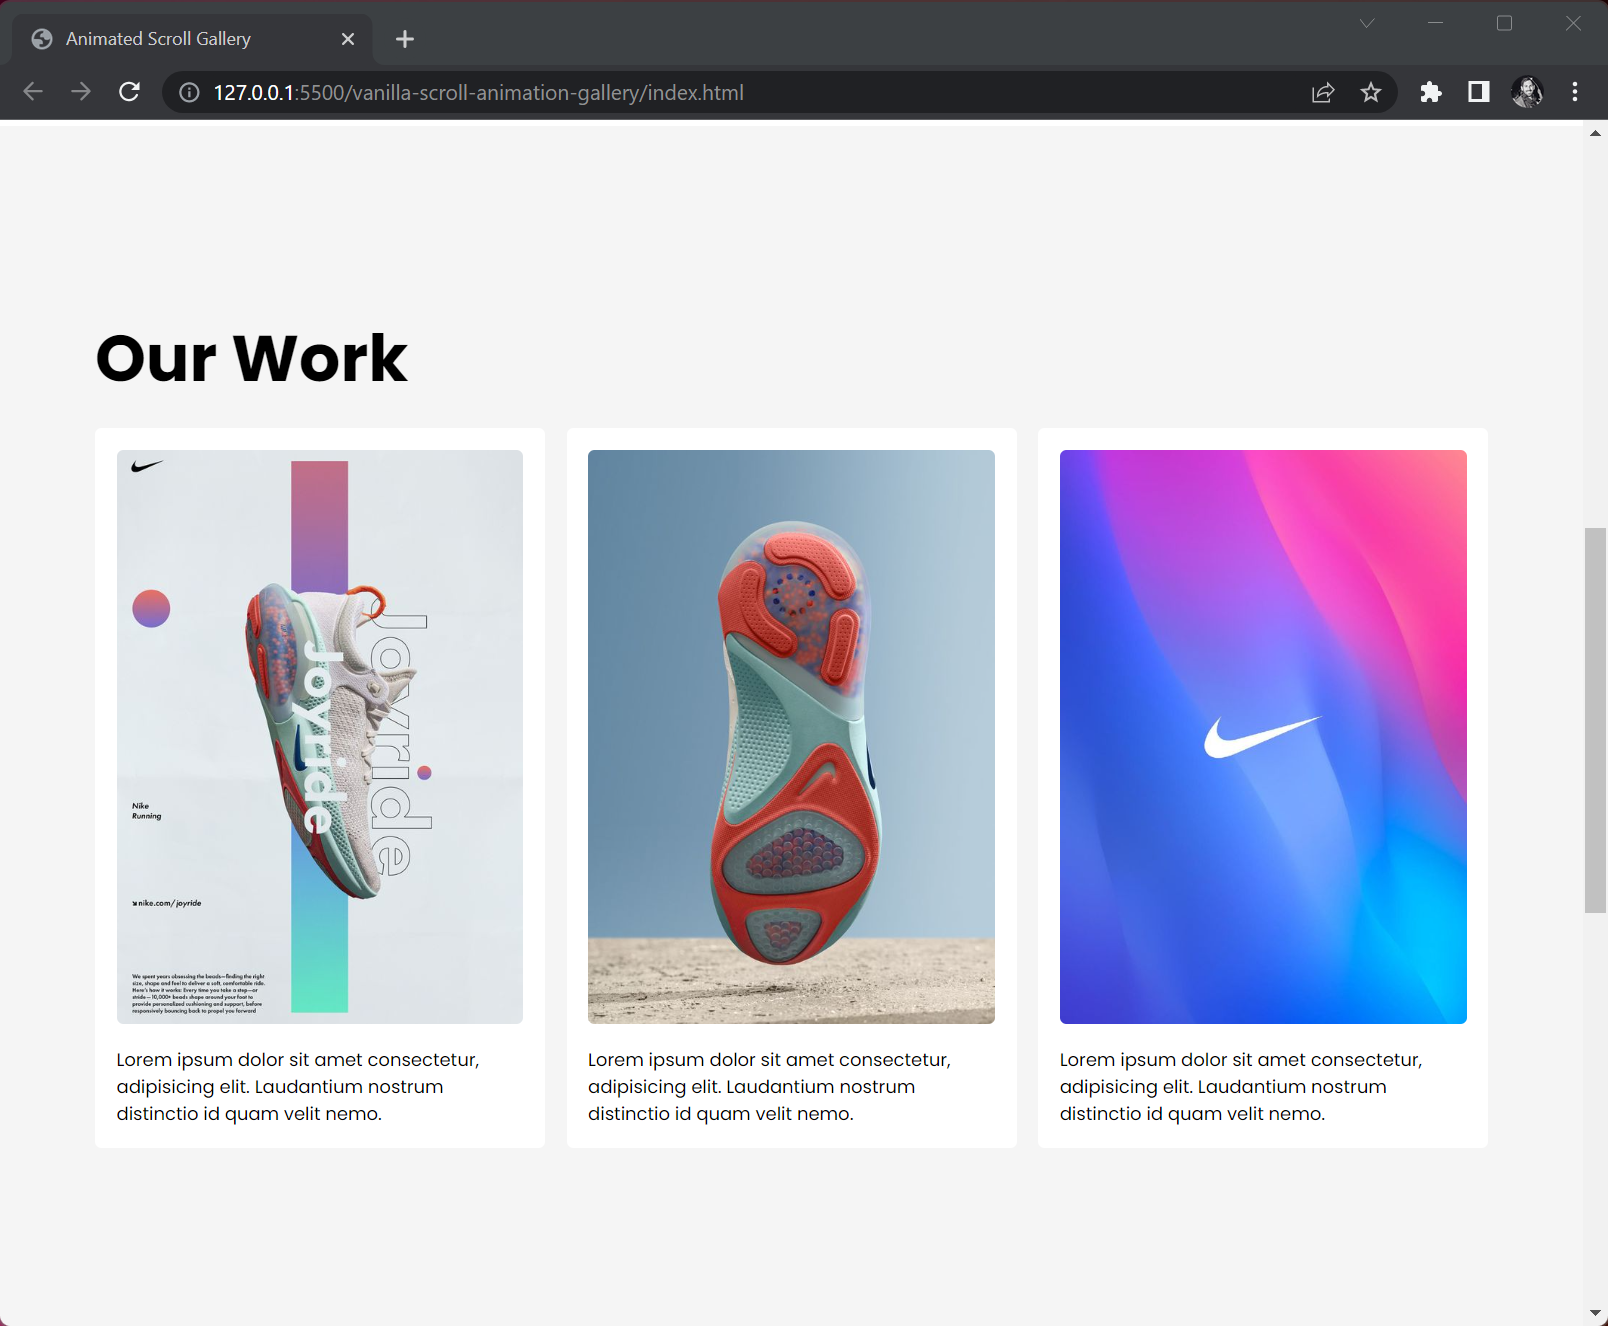 Animated Scroll Gallery
127.0.0.1:5500/vanilla-scroll-animation-gallery/index.html
Our Work
Joyride
Joyride
Nike
Running
nike.com/joyride
We spent years obsessing the beads—finding the right
size, shape and feel to deliver a soft, comfortable ride.
Here's how it works: Every time you take a step—or
stride—10,000+ beads shape around your foot to
provide personalized cushioning and support, before
responsively bouncing back to propel you forward
Lorem ipsum dolor sit amet consectetur,
adipisicing elit. Laudantium nostrum
distinctio id quam velit nemo.
Lorem ipsum dolor sit amet consectetur,
adipisicing elit. Laudantium nostrum
distinctio id quam velit nemo.
Lorem ipsum dolor sit amet consectetur,
adipisicing elit. Laudantium nostrum
distinctio id quam velit nemo.